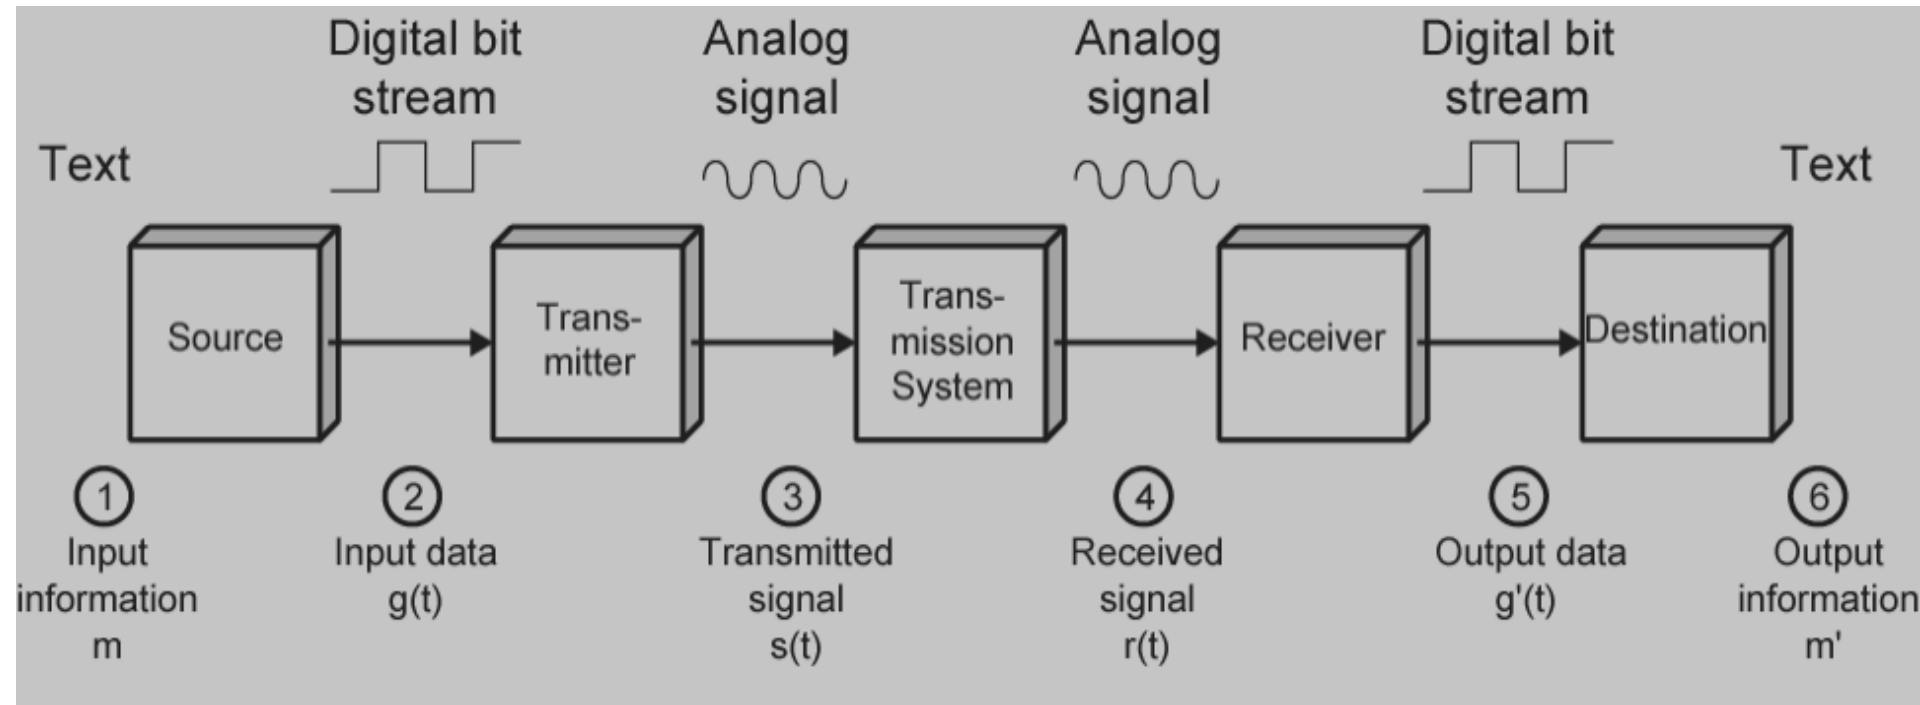 Text
Digital bit
stream
Analog
signal
Analog
signal
Digital bit
stream
Text
Source
Trans-
mitter
Trans-
mission
System
Receiver
Destination
1
Input
information
m
2
Input data
g(t)
3
Transmitted
signal
s(t)
4
Received
signal
r(t)
5
Output data
g'(t)
6
Output
information
m'